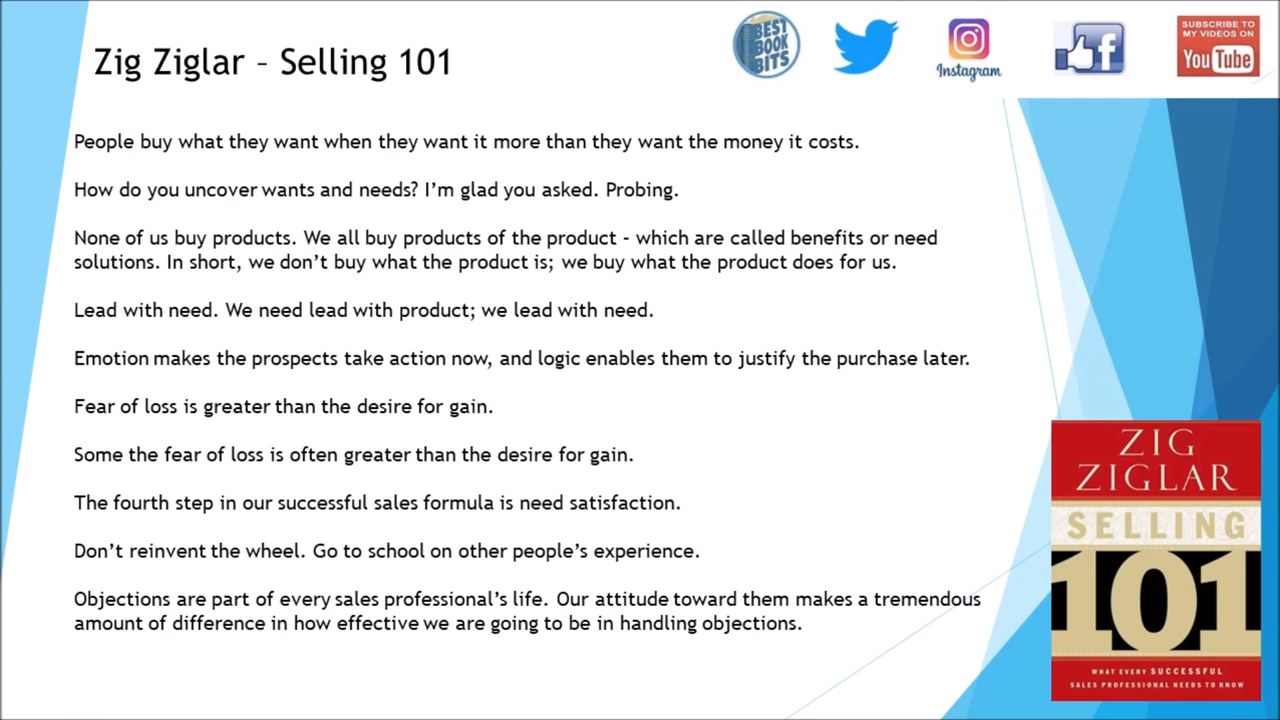 Zig Ziglar – Selling 101
BEST
BOOK
BITS
Instagram
f
SUBSCRIBE TO
MY VIDEOS ON
YouTube
People buy what they want when they want it more than they want the money it costs.
How do you uncover wants and needs? I'm glad you asked. Probing.
None of us buy products. We all buy products of the product - which are called benefits or need
solutions. In short, we don't buy what the product is; we buy what the product does for us.
Lead with need. We need lead with product; we lead with need.
Emotion makes the prospects take action now, and logic enables them to justify the purchase later.
Fear of loss is greater than the desire for gain.
Some the fear of loss is often greater than the desire for gain.
The fourth step in our successful sales formula is need satisfaction.
Don't reinvent the wheel. Go to school on other people's experience.
Objections are part of every sales professional's life. Our attitude toward them makes a tremendous
amount of difference in how effective we are going to be in handling objections.
ZIG
ZIGLAR
SELLING
101
WHAT EVERY SUCCESSFUL
SALES PROFESSIONAL NEEDS TO KNOW